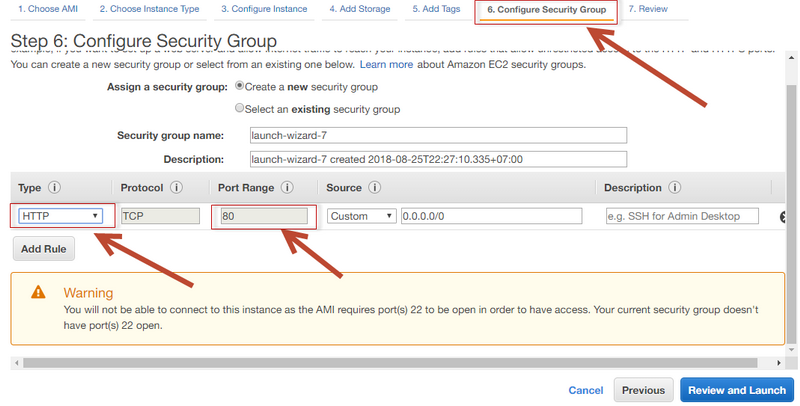 1. Choose AMI 2. Choose Instance Type 3. Configure Instance 4. Add Storage 5. Add Tags 6. Configure Security Group 7. Review
Step 6: Configure Security Group
You can create a new security group or select from an existing one below. Learn more about Amazon EC2 security groups.
Assign a security group: Create a new security group
Select an existing security group
Security group name: launch-wizard-7
Description: launch-wizard-7 created 2018-08-25T22:27:10.335+07:00
Type Protocol Port Range Source Description
HTTP TCP 80 Custom 0.0.0.0/0 e.g. SSH for Admin Desktop
Add Rule
Warning
You will not be able to connect to this instance as the AMI requires port(s) 22 to be open in order to have access. Your current security group doesn't
have port(s) 22 open.
Cancel Previous Review and Launch